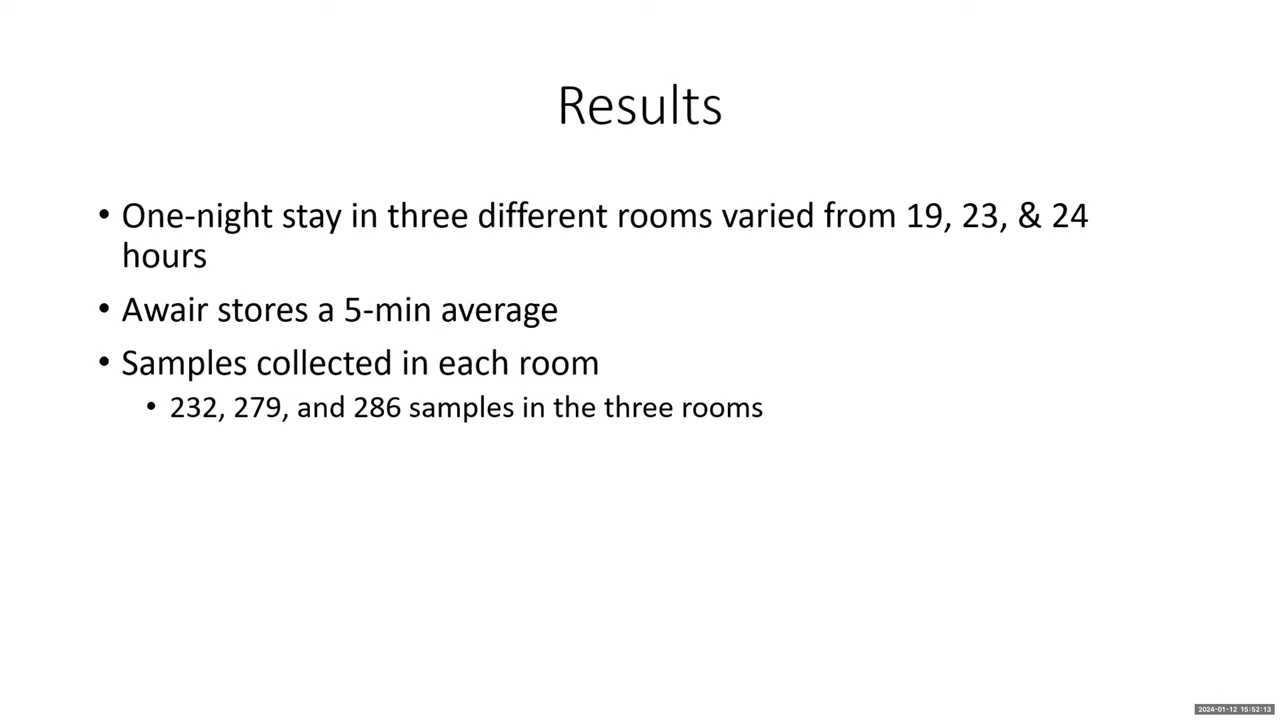 Results
• One-night stay in three different rooms varied from 19, 23, & 24
hours
• Awair stores a 5-min average
• Samples collected in each room
• 232, 279, and 286 samples in the three rooms
2024-01-12 15:52:13